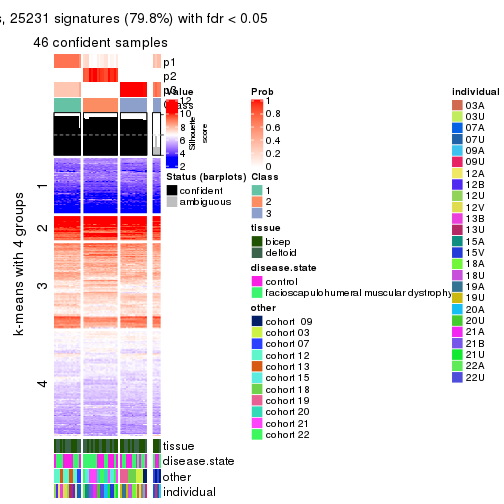 s, 25231 signatures (79.8%) with fdr < 0.05
46 confident samples
p1
p2
p3
Class
k-means with 4 groups
1
2
3
4
tissue
disease.state
other
individual
Value
12
10
8
6
4
2
Silhouette
score
Status (barplots)
confident
ambiguous
Prob
1
0.8
0.6
0.4
0.2
0
Class
1
2
3
tissue
bicep
deltoid
disease.state
control
facioscapulohumeral muscular dystrophy
other
cohort 09
cohort 03
cohort 07
cohort 12
cohort 13
cohort 15
cohort 18
cohort 19
cohort 20
cohort 21
cohort 22
individual
03A
03U
07A
07U
09A
09U
12A
12B
12U
12V
13B
13U
15A
15V
18A
18U
19A
19U
20A
20U
21A
21B
21U
22A
22U